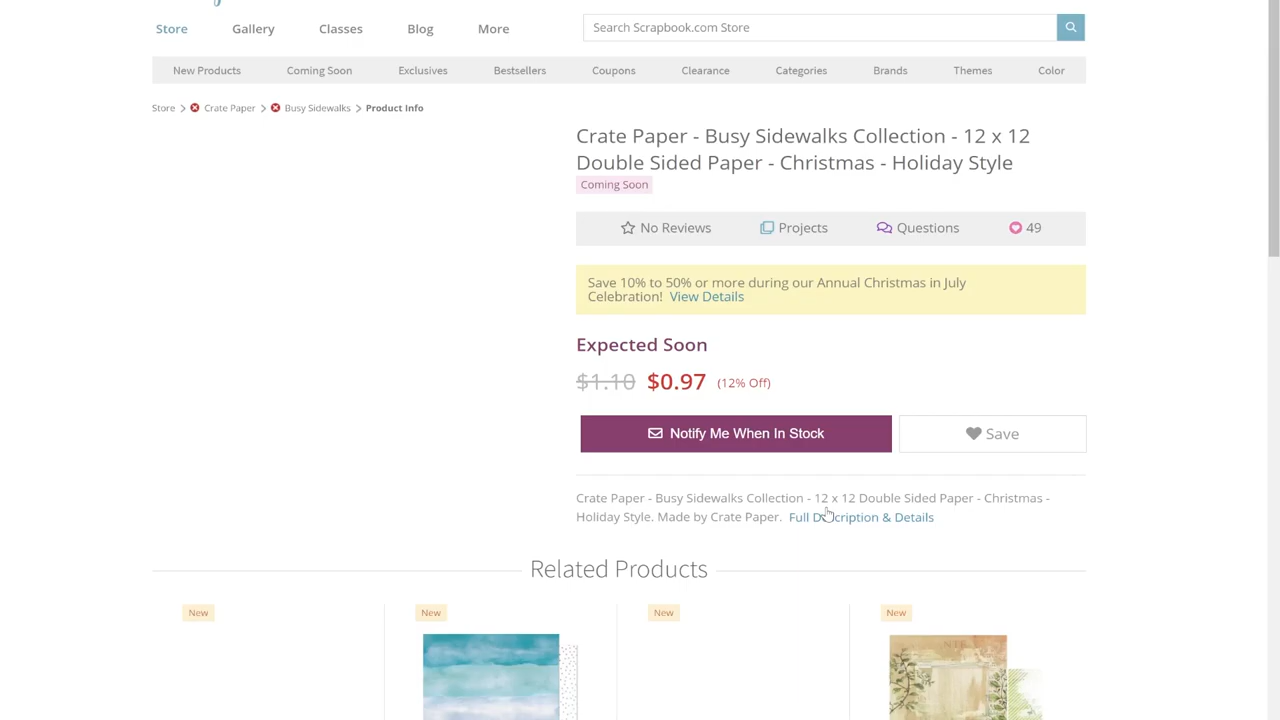 Store Gallery Classes Blog More Search Scrapbook.com Store
New Products Coming Soon Exclusives Bestsellers Coupons Clearance Categories Brands Themes Color
Store > Crate Paper > Busy Sidewalks > Product Info
Crate Paper - Busy Sidewalks Collection - 12 x 12
Double Sided Paper - Christmas - Holiday Style
Coming Soon
No Reviews Projects Questions 49
Save 10% to 50% or more during our Annual Christmas in July
Celebration! View Details
Expected Soon
$1.10 $0.97 (12% Off)
Notify Me When In Stock Save
Crate Paper - Busy Sidewalks Collection - 12 x 12 Double Sided Paper - Christmas -
Holiday Style. Made by Crate Paper. Full Description & Details
Related Products
New New New New